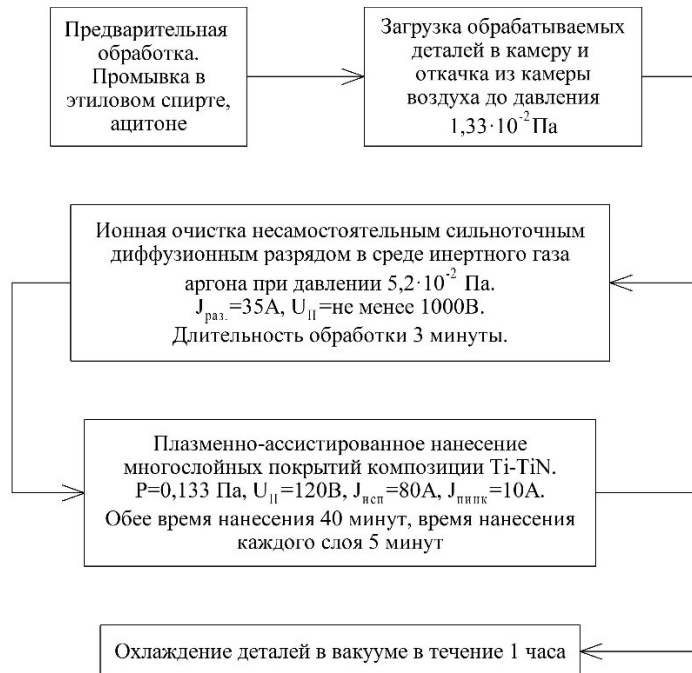 Предварительная
обработка.
Промывка в
этиловом спирте,
ацитоне
Загрузка обрабатываемых
деталей в камеру и
откачка из камеры
воздуха до давления
1,33·10⁻² Па
Ионная очистка несамостоятельным сильноточным
диффузионным разрядом в среде инертного газа
аргона при давлении 5,2·10⁻² Па.
Jраз.=35А, UП=не менее 1000В.
Длительность обработки 3 минуты.
Плазменно-ассистированное нанесение
многослойных покрытий композиции Ti-TiN.
P=0,133 Па, UП=120В, Jисп=80А, Jпипк=10А.
Обее время нанесения 40 минут, время нанесения
каждого слоя 5 минут
Охлаждение деталей в вакууме в течение 1 часа